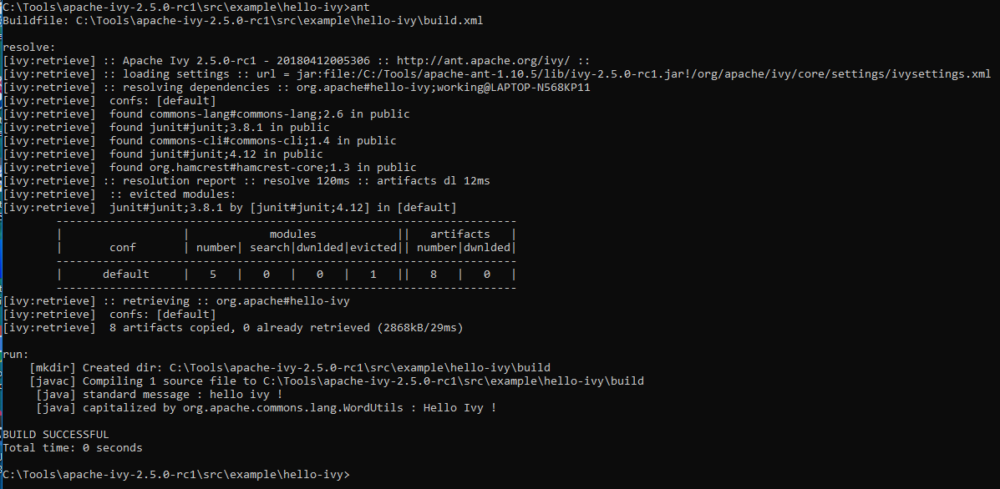 C:\Tools\apache-ivy-2.5.0-rc1\src\example\hello-ivy>ant
Buildfile: C:\Tools\apache-ivy-2.5.0-rc1\src\example\hello-ivy\build.xml

resolve:
[ivy:retrieve] :: Apache Ivy 2.5.0-rc1 - 20180412005306 :: http://ant.apache.org/ivy/ ::
[ivy:retrieve] :: loading settings :: url = jar:file:/C:/Tools/apache-ant-1.10.5/lib/ivy-2.5.0-rc1.jar!/org/apache/ivy/core/settings/ivysettings.xml
[ivy:retrieve] :: resolving dependencies :: org.apache#hello-ivy;working@LAPTOP-N568KP11
[ivy:retrieve]  confs: [default]
[ivy:retrieve]  found commons-lang#commons-lang;2.6 in public
[ivy:retrieve]  found junit#junit;3.8.1 in public
[ivy:retrieve]  found commons-cli#commons-cli;1.4 in public
[ivy:retrieve]  found junit#junit;4.12 in public
[ivy:retrieve]  found org.hamcrest#hamcrest-core;1.3 in public
[ivy:retrieve] :: resolution report :: resolve 120ms :: artifacts dl 12ms
[ivy:retrieve]  :: evicted modules:
[ivy:retrieve]  junit#junit;3.8.1 by [junit#junit;4.12] in [default]
        ---------------------------------------------------------------------
        |                  |            modules            ||   artifacts   |
        |       conf       | number| search|dwnlded|evicted|| number|dwnlded|
        ---------------------------------------------------------------------
        |      default     |   5   |   0   |   0   |   1   ||   8   |   0   |
        ---------------------------------------------------------------------
[ivy:retrieve] :: retrieving :: org.apache#hello-ivy
[ivy:retrieve]  confs: [default]
[ivy:retrieve]  8 artifacts copied, 0 already retrieved (2868kB/29ms)

run:
    [mkdir] Created dir: C:\Tools\apache-ivy-2.5.0-rc1\src\example\hello-ivy\build
    [javac] Compiling 1 source file to C:\Tools\apache-ivy-2.5.0-rc1\src\example\hello-ivy\build
     [java] standard message : hello ivy !
     [java] capitalized by org.apache.commons.lang.WordUtils : Hello Ivy !

BUILD SUCCESSFUL
Total time: 0 seconds

C:\Tools\apache-ivy-2.5.0-rc1\src\example\hello-ivy>